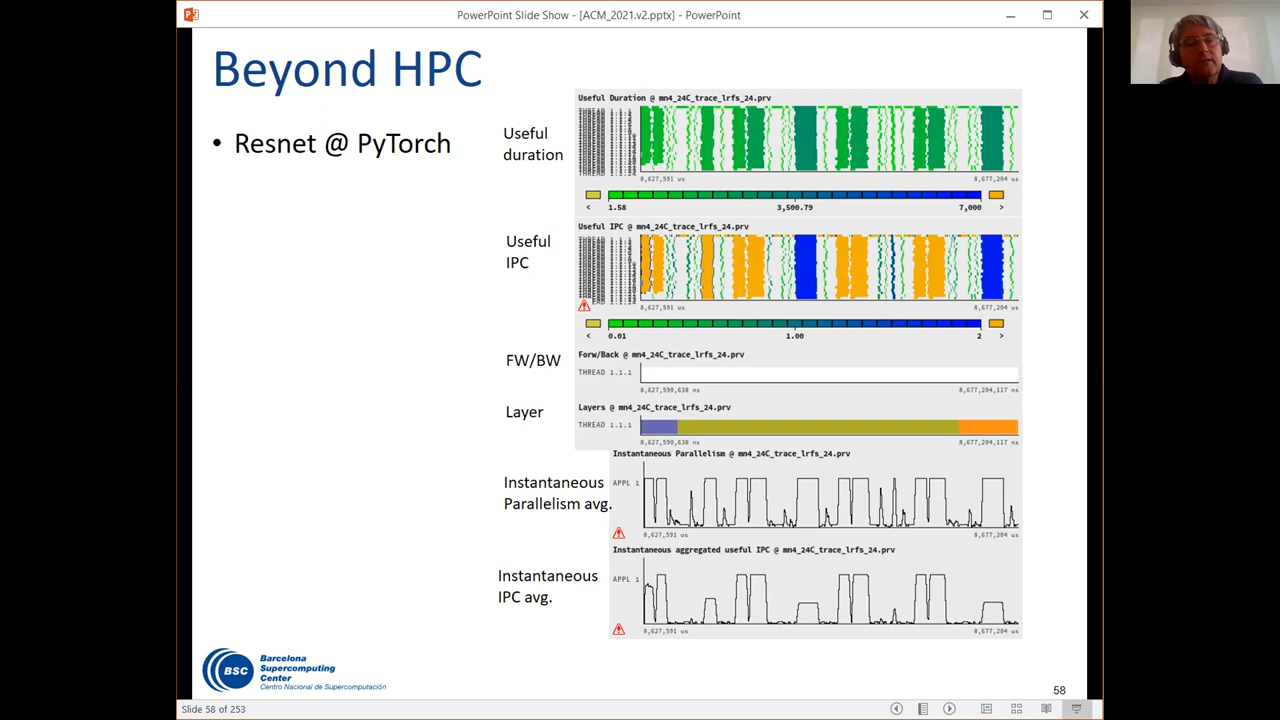 PowerPoint Slide Show - [ACM_2021.v2.pptx] - PowerPoint
Beyond HPC
• Resnet @ PyTorch
Useful
duration
Useful Duration @ mn4_24C_trace_lrfs_24.prv
THREAD 1.1.1
8,627,591 us
8,677,204 us
<
1.58
3,500.79
7,000
>
Useful
IPC
Useful IPC @ mn4_24C_trace_lrfs_24.prv
8,627,591 us
8,677,204 us
<
0.01
1.00
2
>
FW/BW
Forw/Back @ mn4_24C_trace_lrfs_24.prv
THREAD 1.1.1
8,627,590,638 ns
8,677,204,117 ns
Layer
Layers @ mn4_24C_trace_lrfs_24.prv
THREAD 1.1.1
8,627,590,638 ns
8,677,204,117 ns
Instantaneous
Parallelism avg.
Instantaneous Parallelism @ mn4_24C_trace_lrfs_24.prv
APPL 1
8,627,591 us
8,677,204 us
Instantaneous
IPC avg.
Instantaneous aggregated useful IPC @ mn4_24C_trace_lrfs_24.prv
APPL 1
8,627,591 us
8,677,204 us
BSC
Barcelona
Supercomputing
Center
Centro Nacional de Supercomputación
58
Slide 58 of 253